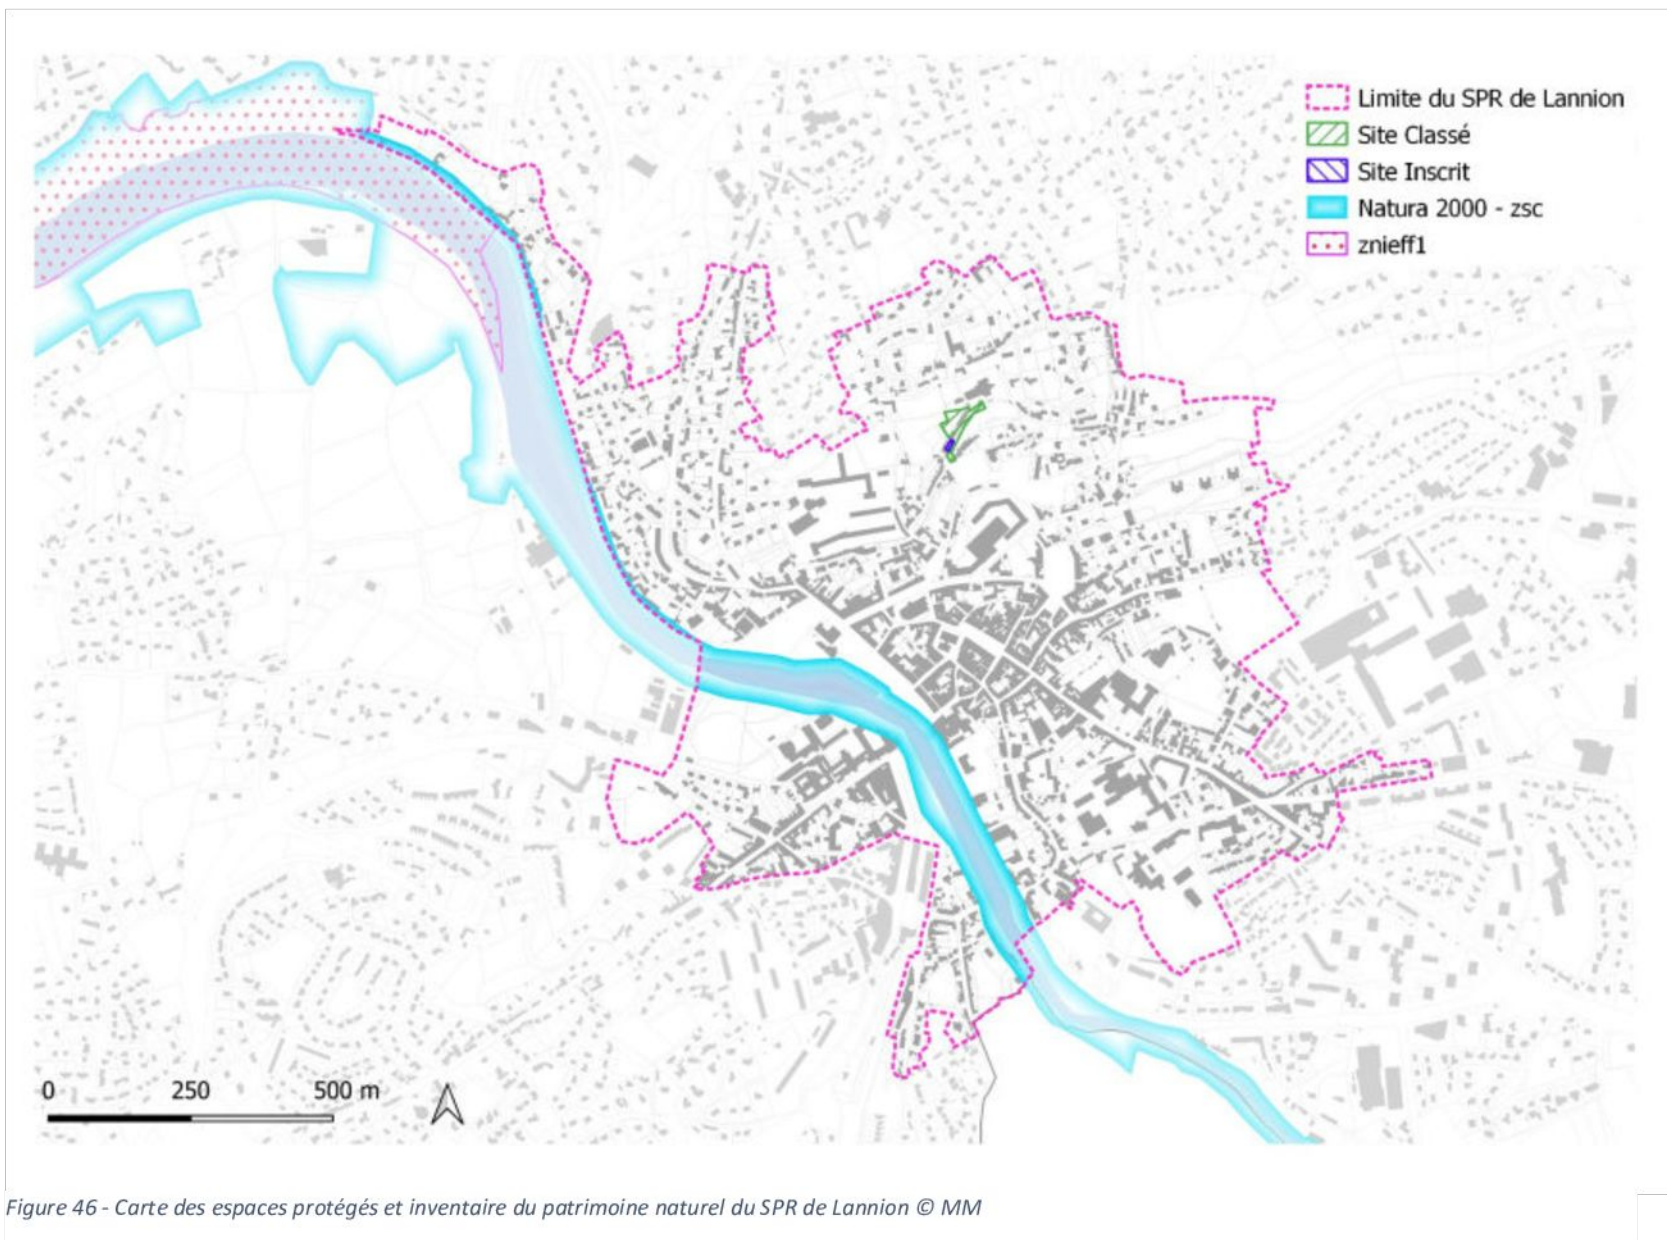 Limite du SPR de Lannion
Site Classé
Site Inscrit
Natura 2000 - zsc
znieff1
0 250 500 m
Figure 46 - Carte des espaces protégés et inventaire du patrimoine naturel du SPR de Lannion © MM